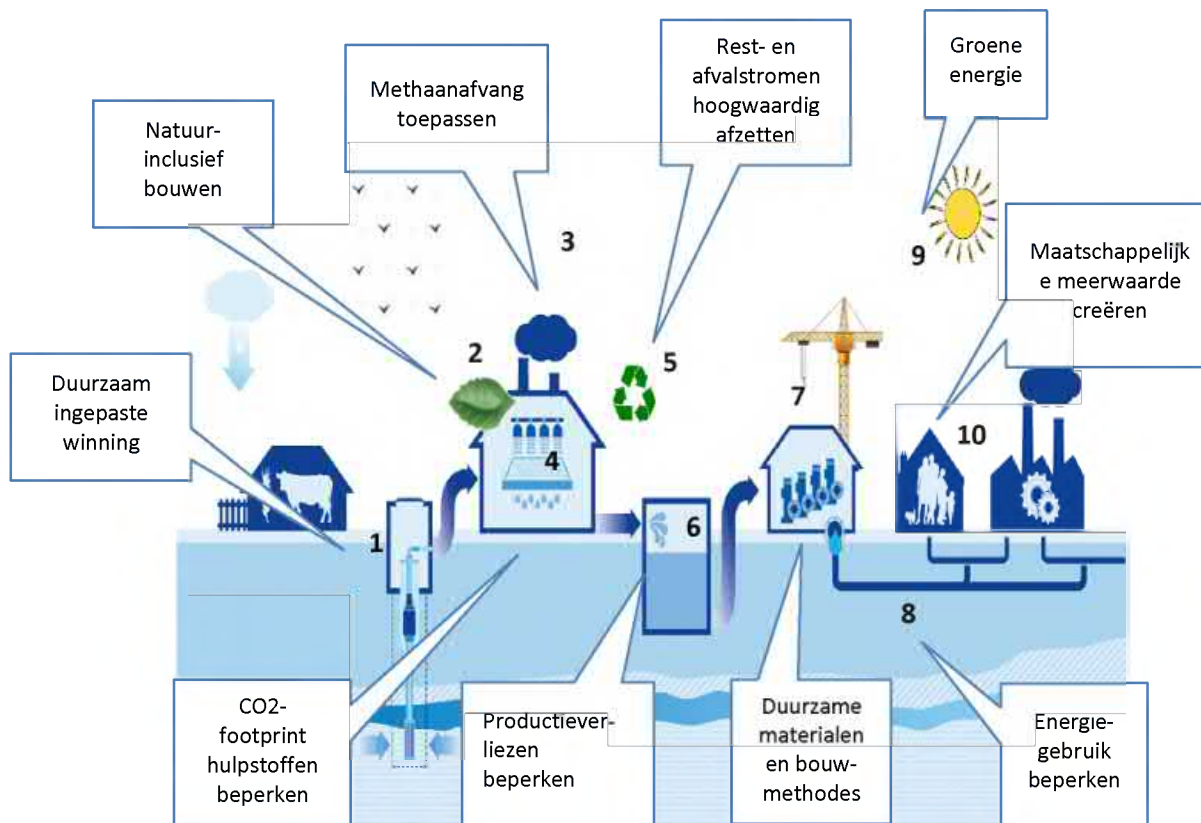 Rest- en
afvalstromen
hoogwaardig
afzetten
Groene
energie
Methaanafvang
toepassen
Natuur-
inclusief
bouwen
3
9
Maatschappelijk
e meerwaarde
creëren
2
5
7
Duurzaam
ingepaste
winning
10
4
1
6
8
CO2-
footprint
hulpstoffen
beperken
Productiever-
liezen
beperken
Duurzame
materialen
en bouw-
methodes
Energie-
gebruik
beperken